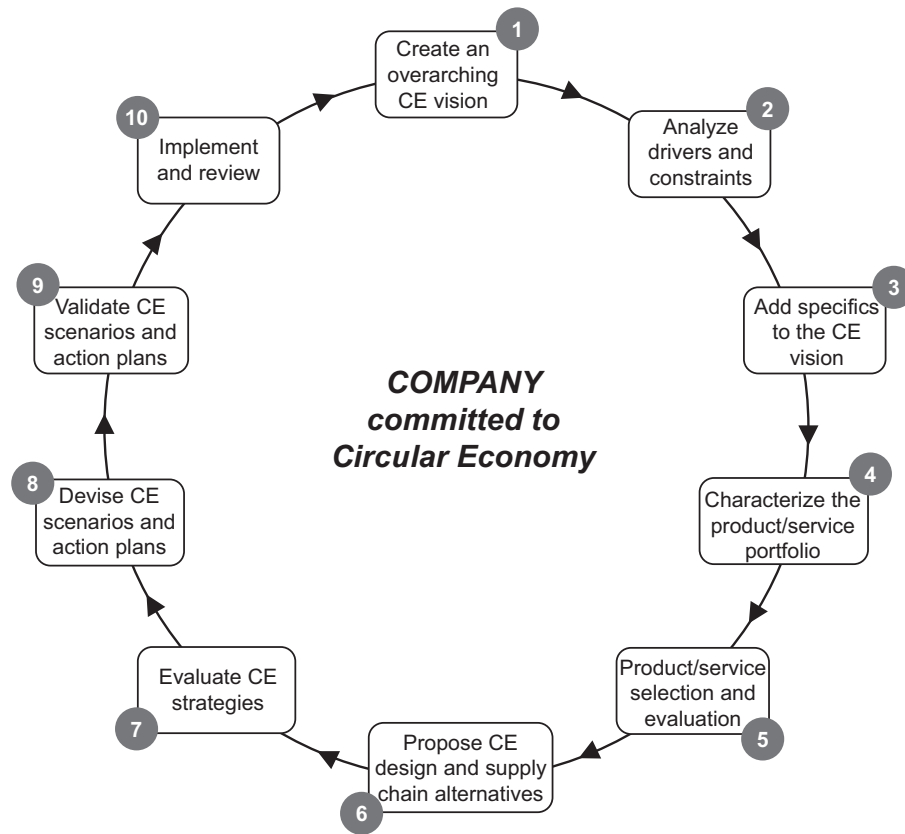 1
Create an
overarching
CE vision
2
Analyze
drivers and
constraints
3
Add specifics
to the CE
vision
4
Characterize the
product/service
portfolio
5
Product/service
selection and
evaluation
6
Propose CE
design and supply
chain alternatives
7
Evaluate CE
strategies
8
Devise CE
scenarios and
action plans
9
Validate CE
scenarios and
action plans
10
Implement
and review
COMPANY
committed to
Circular Economy